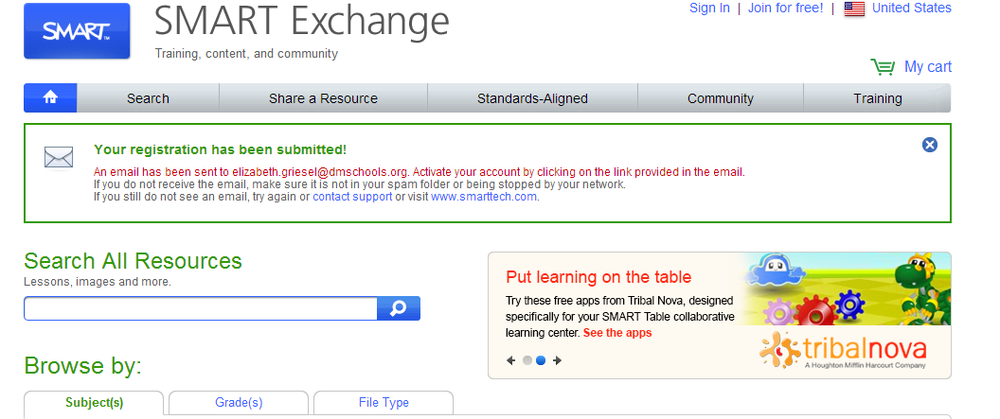 SMART™
SMART Exchange
Training, content, and community
Sign In | Join for free! | United States
My cart
Search
Share a Resource
Standards-Aligned
Community
Training
Your registration has been submitted!
An email has been sent to elizabeth.griesel@dmschools.org. Activate your account by clicking on the link provided in the email.
If you do not receive the email, make sure it is not in your spam folder or being stopped by your network.
If you still do not see an email, try again or contact support or visit www.smarttech.com.
Search All Resources
Lessons, images and more.
Put learning on the table
Try these free apps from Tribal Nova, designed
specifically for your SMART Table collaborative
learning center. See the apps
tribalnova
A Houghton Mifflin Harcourt Company
Browse by:
Subject(s)
Grade(s)
File Type